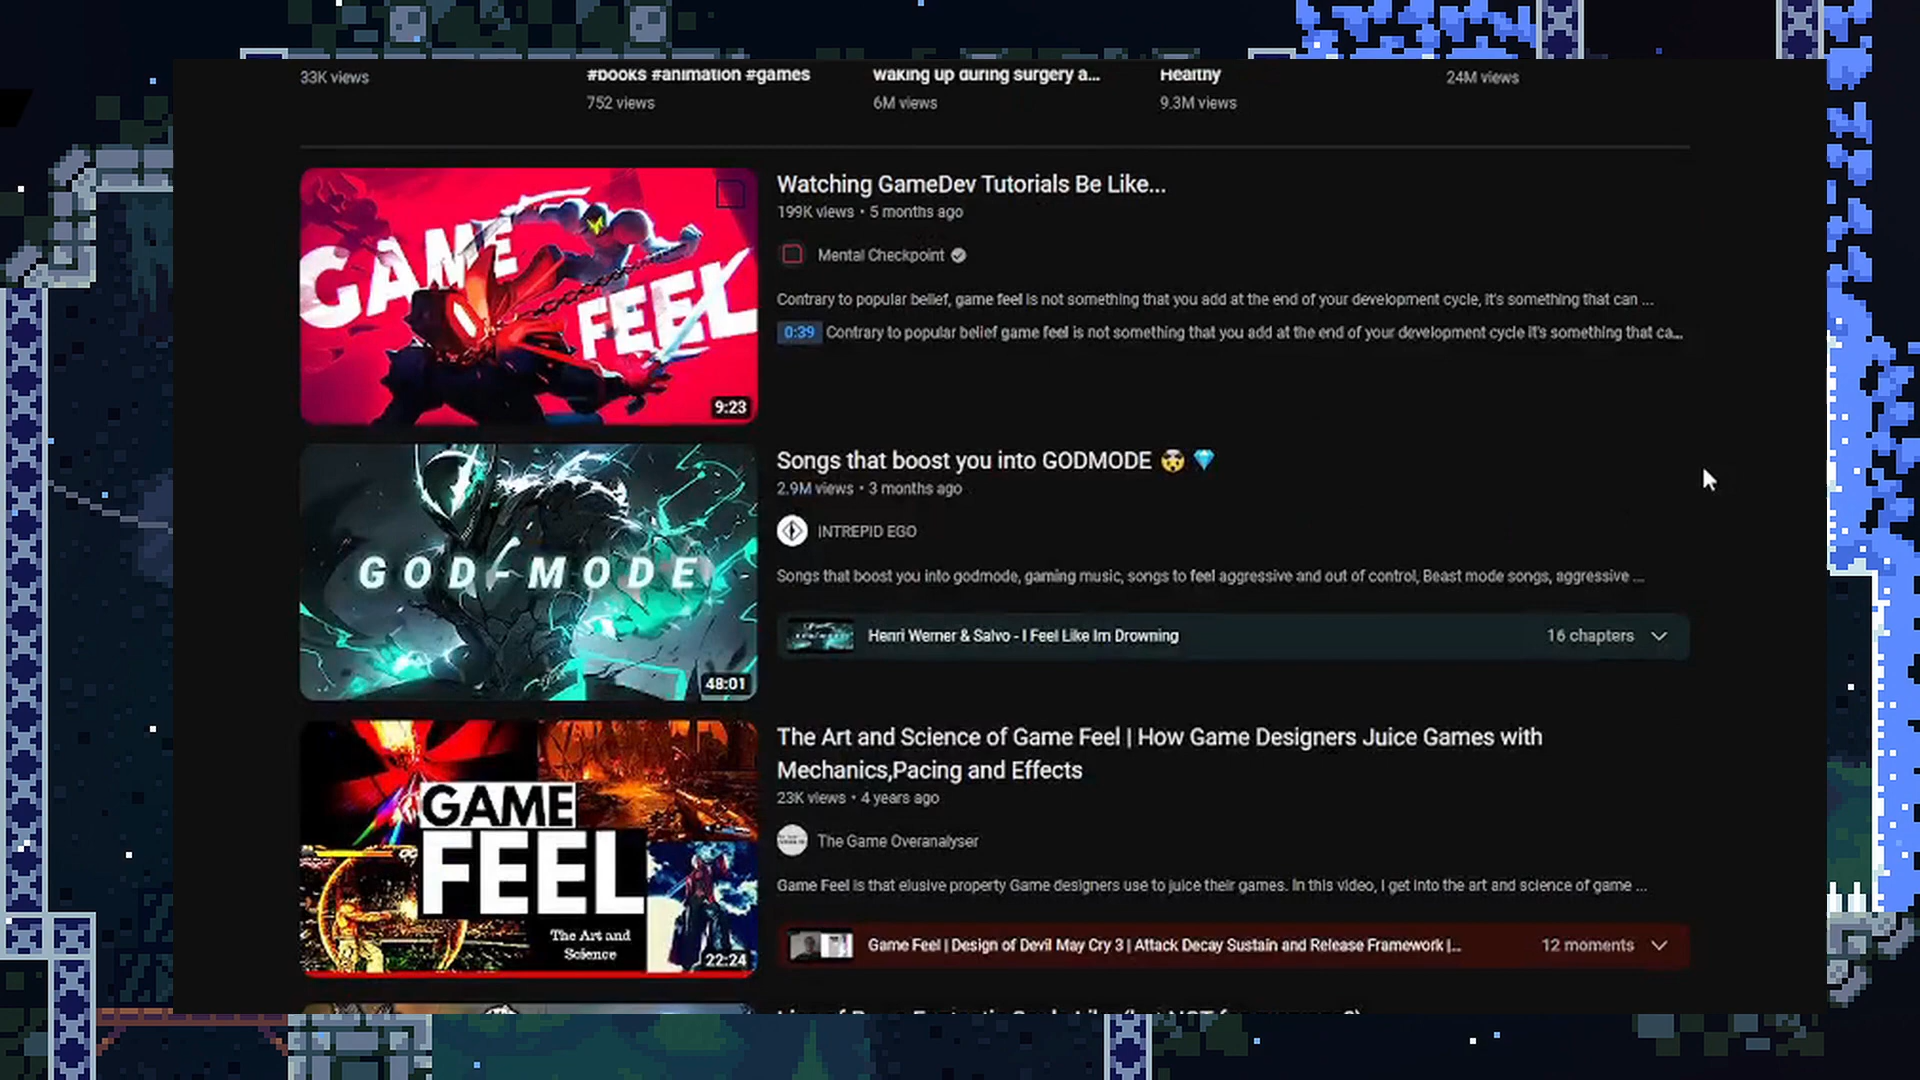 33K views
#books #animation #games
752 views
waking up during surgery a...
6M views
Healthy
9.3M views
24M views
GAME
FEEL
9:23
Watching GameDev Tutorials Be Like...
199K views • 5 months ago
Mental Checkpoint
Contrary to popular belief, game feel is not something that you add at the end of your development cycle, it's something that can ...
0:39 Contrary to popular belief game feel is not something that you add at the end of your development cycle it's something that ca...
GOD-MODE
48:01
Songs that boost you into GODMODE 🤯 💎
2.9M views • 3 months ago
INTREPID EGO
Songs that boost you into godmode, gaming music, songs to feel aggressive and out of control, Beast mode songs, aggressive ...
Henri Werner & Salvo - I Feel Like Im Drowning
16 chapters
GAME
FEEL
The Art and
Science
22:24
The Art and Science of Game Feel | How Game Designers Juice Games with
Mechanics,Pacing and Effects
23K views • 4 years ago
The Game Overanalyser
Game Feel is that elusive property Game designers use to juice their games. In this video, I get into the art and science of game ...
Game Feel | Design of Devil May Cry 3 | Attack Decay Sustain and Release Framework |...
12 moments